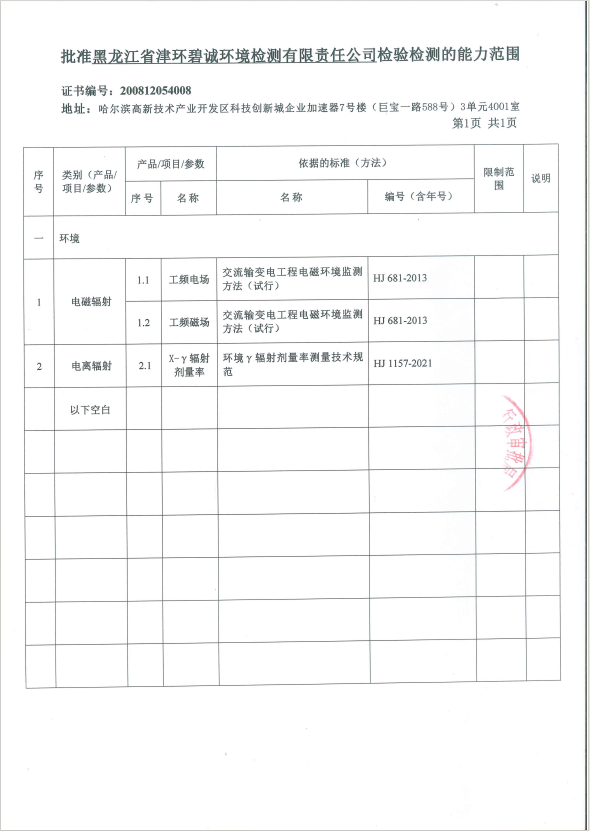 批准黑龙江省津环碧诚环境检测有限责任公司检验检测的能力范围
证书编号：200812054008
地址：哈尔滨高新技术产业开发区科技创新城企业加速器7号楼（巨宝一路588号）3单元4001室
第1页 共1页
序号 类别（产品/项目/参数） 产品/项目/参数 依据的标准（方法） 限制范围 说明
序号 名称 名称 编号（含年号）
一 环境
1 电磁辐射 1.1 工频电场 交流输变电工程电磁环境监测方法（试行） HJ 681-2013
1.2 工频磁场 交流输变电工程电磁环境监测方法（试行） HJ 681-2013
2 电离辐射 2.1 X-γ辐射剂量率 环境γ辐射剂量率测量技术规范 HJ 1157-2021
以下空白